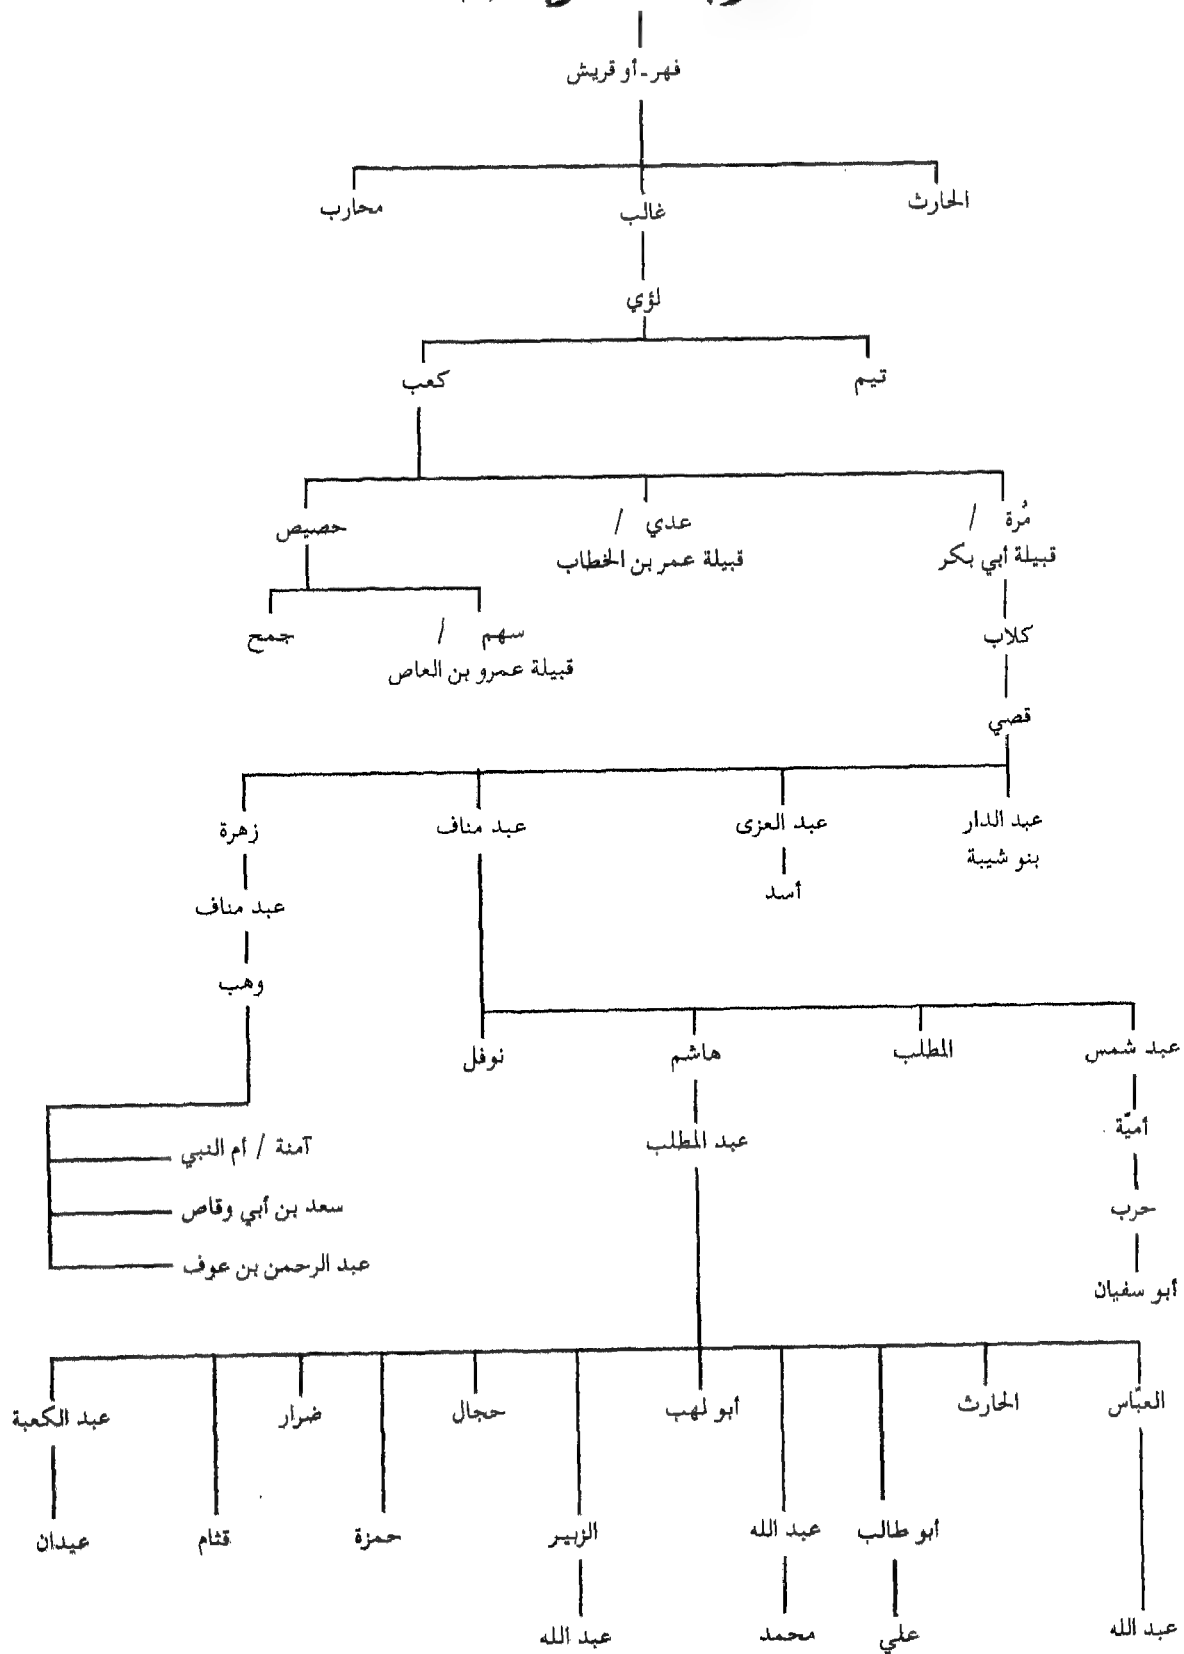 فهر - أو قريش
الحارث
غالب
محارب
لؤي
تيم
كعب
مُرة /
قبيلة أبي بكر
عدي /
قبيلة عمر بن الخطاب
حصيص
سهم /
قبيلة عمرو بن العاص
جمح
كلاب
قصي
عبد الدار
بنو شيبة
عبد العزى
أسد
عبد مناف
زهرة
عبد مناف
وهب
عبد شمس
المطلب
هاشم
نوفل
أميّة
حرب
أبو سفيان
عبد المطلب
آمنة / أم النبي
سعد بن أبي وقاص
عبد الرحمن بن عوف
العبّاس
الحارث
أبو لهب
حجال
ضرار
عبد الكعبة
أبو طالب
عبد الله
الزبير
حمزة
قثام
عيدان
عبد الله
علي
محمد
عبد الله